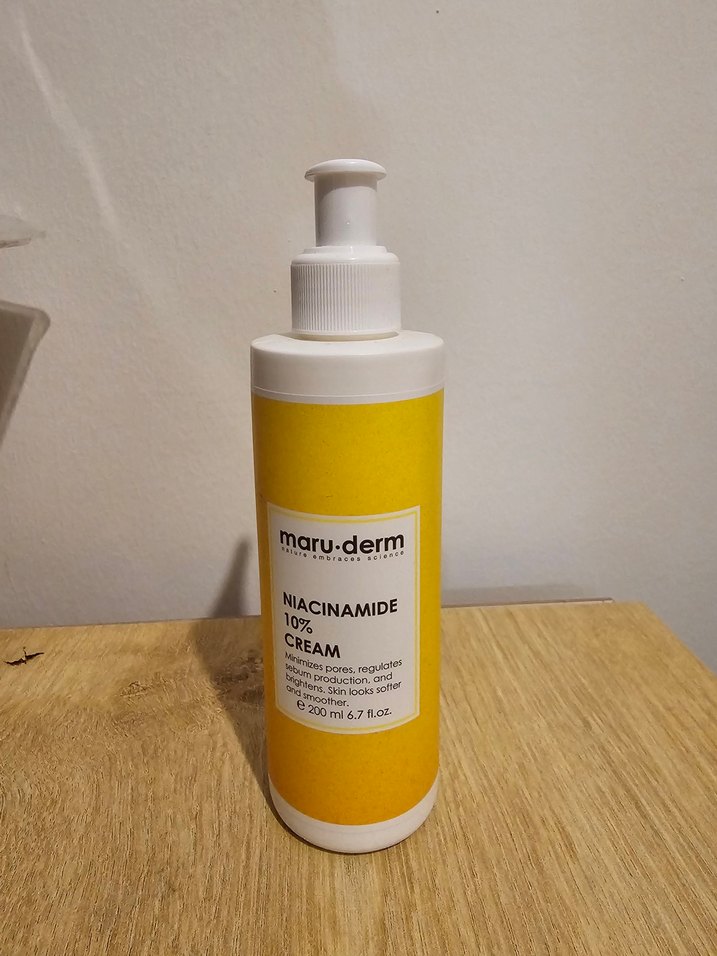 maru·derm
nature embraces science
NIACINAMIDE
10%
CREAM
Minimizes pores, regulates
sebum production, and
brightens. Skin looks softer
and smoother.
℮ 200 ml 6.7 fl.oz.